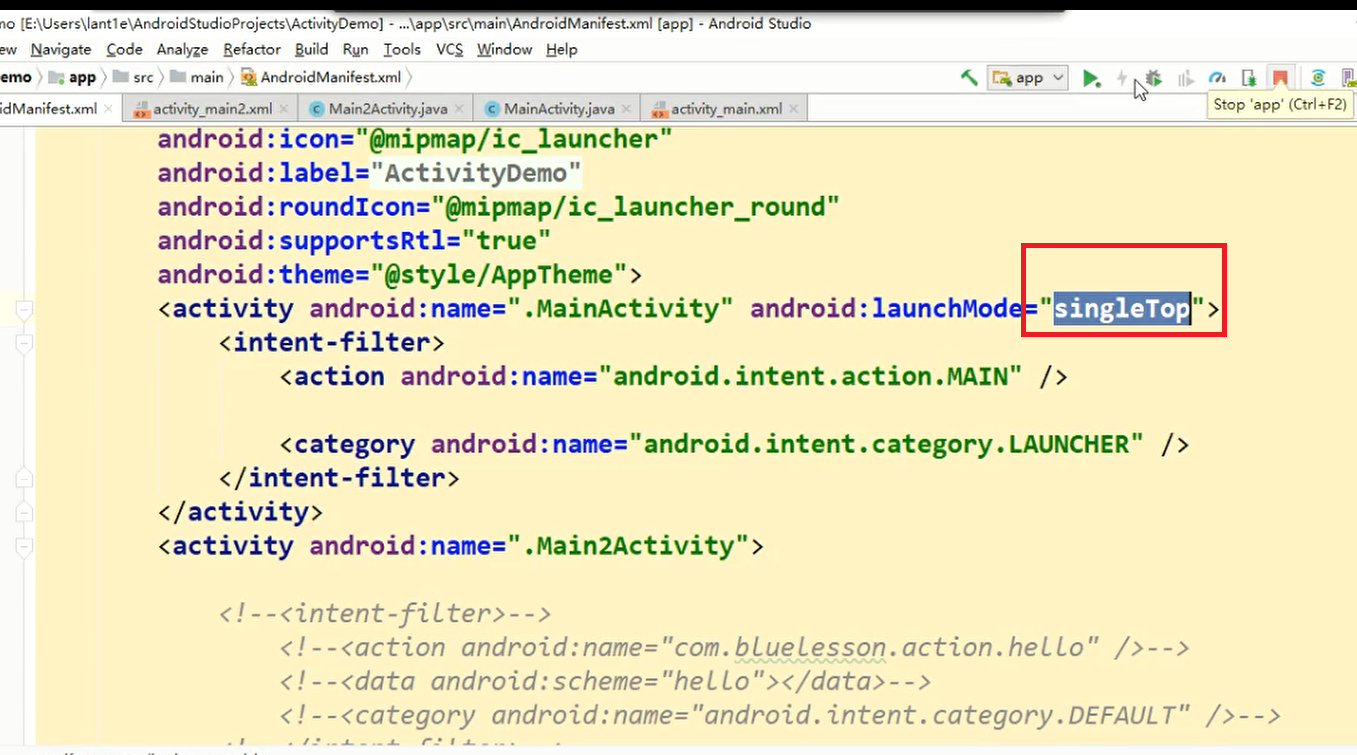 mo [E:\Users\lant1e\AndroidStudioProjects\ActivityDemo] - ...\app\src\main\AndroidManifest.xml [app] - Android Studio
ew Navigate Code Analyze Refactor Build Run Tools VCS Window Help
emo app src main AndroidManifest.xml app
Stop 'app' (Ctrl+F2)
idManifest.xml activity_main2.xml Main2Activity.java MainActivity.java activity_main.xml
android:icon="@mipmap/ic_launcher"
android:label="ActivityDemo"
android:roundIcon="@mipmap/ic_launcher_round"
android:supportsRtl="true"
android:theme="@style/AppTheme">
<activity android:name=".MainActivity" android:launchMode="singleTop">
<intent-filter>
<action android:name="android.intent.action.MAIN" />
<category android:name="android.intent.category.LAUNCHER" />
</intent-filter>
</activity>
<activity android:name=".Main2Activity">
<!--<intent-filter>-->
<!--<action android:name="com.bluelesson.action.hello" />-->
<!--<data android:scheme="hello"></data>-->
<!--<category android:name="android.intent.category.DEFAULT" />-->